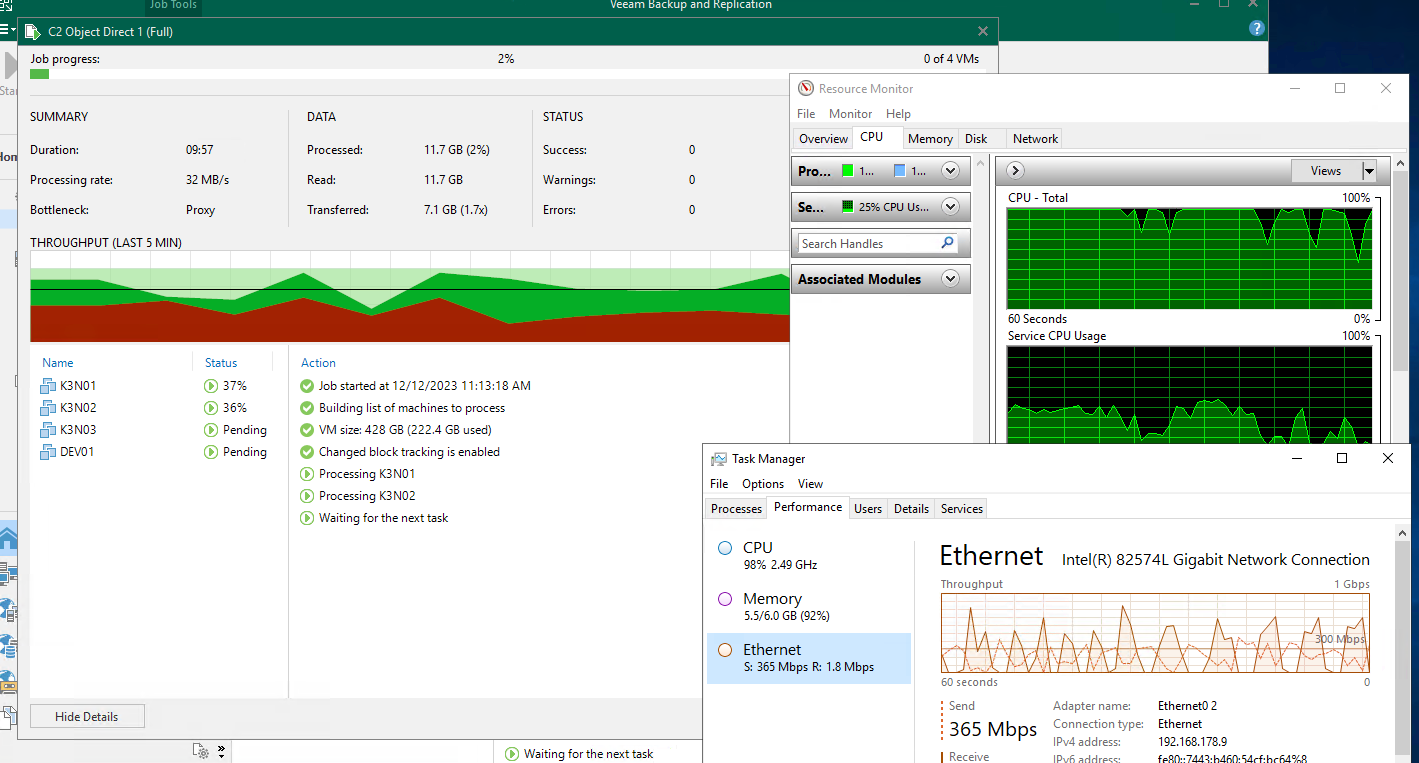 Job Tools
Veeam Backup and Replication
C2 Object Direct 1 (Full)
Job progress:
2%
0 of 4 VMs
SUMMARY
Duration: 09:57
Processing rate: 32 MB/s
Bottleneck: Proxy
DATA
Processed: 11.7 GB (2%)
Read: 11.7 GB
Transferred: 7.1 GB (1.7x)
STATUS
Success: 0
Warnings: 0
Errors: 0
THROUGHPUT (LAST 5 MIN)
Name Status
K3N01 37%
K3N02 36%
K3N03 Pending
DEV01 Pending
Action
Job started at 12/12/2023 11:13:18 AM
Building list of machines to process
VM size: 428 GB (222.4 GB used)
Changed block tracking is enabled
Processing K3N01
Processing K3N02
Waiting for the next task
Hide Details
Waiting for the next task
Resource Monitor
File Monitor Help
Overview CPU Memory Disk Network
Pro... 1... 1...
Se... 25% CPU Us...
Search Handles
Associated Modules
Views
CPU - Total 100%
60 Seconds 0%
Service CPU Usage 100%
Task Manager
File Options View
Processes Performance Users Details Services
CPU
98% 2.49 GHz
Memory
5.5/6.0 GB (92%)
Ethernet
S: 365 Mbps R: 1.8 Mbps
Ethernet Intel(R) 82574L Gigabit Network Connection
Throughput 1 Gbps
300 Mbps
60 seconds 0
Send
365 Mbps
Receive
Adapter name: Ethernet0 2
Connection type: Ethernet
IPv4 address: 192.168.178.9
IPv6 address: fe80::7443:b460:54cf:bc64%8